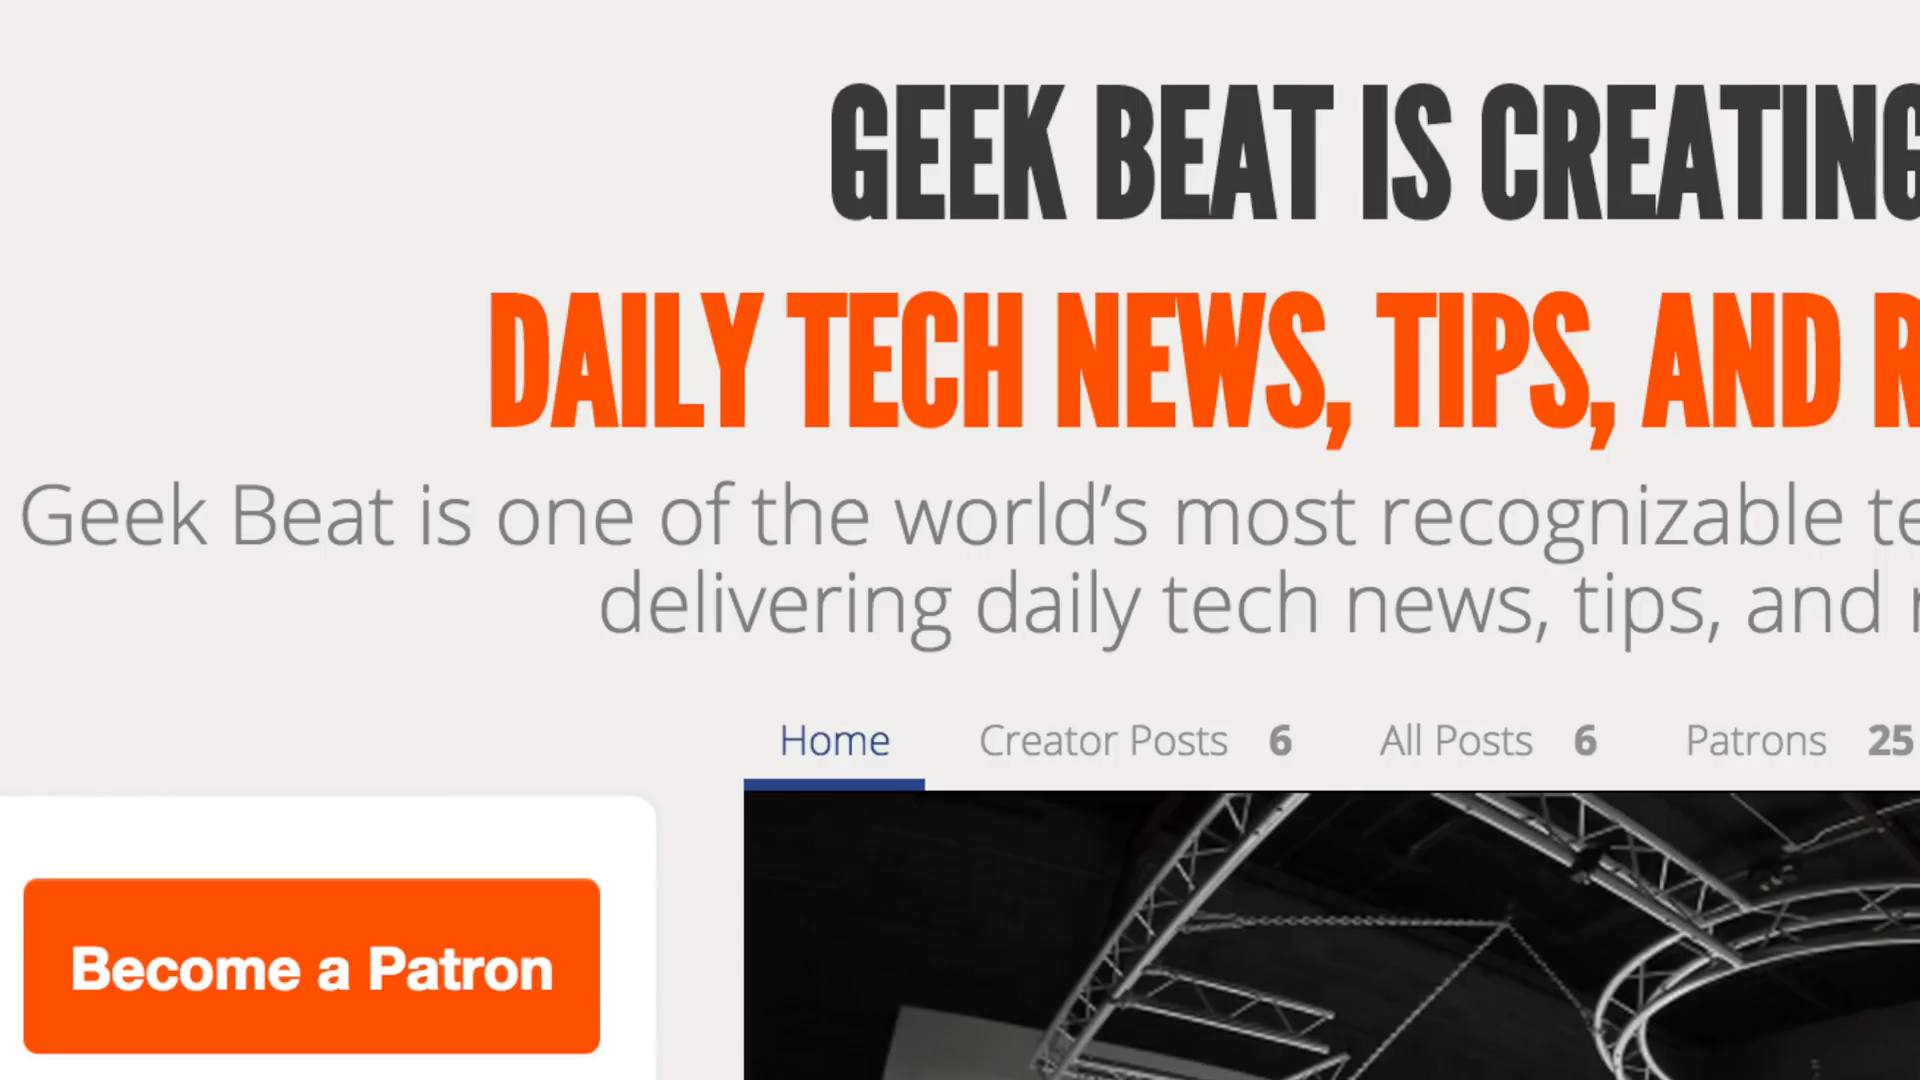 GEEK BEAT IS CREATING
DAILY TECH NEWS, TIPS, AND R
Geek Beat is one of the world’s most recognizable te
delivering daily tech news, tips, and r
Home Creator Posts 6 All Posts 6 Patrons 25
Become a Patron